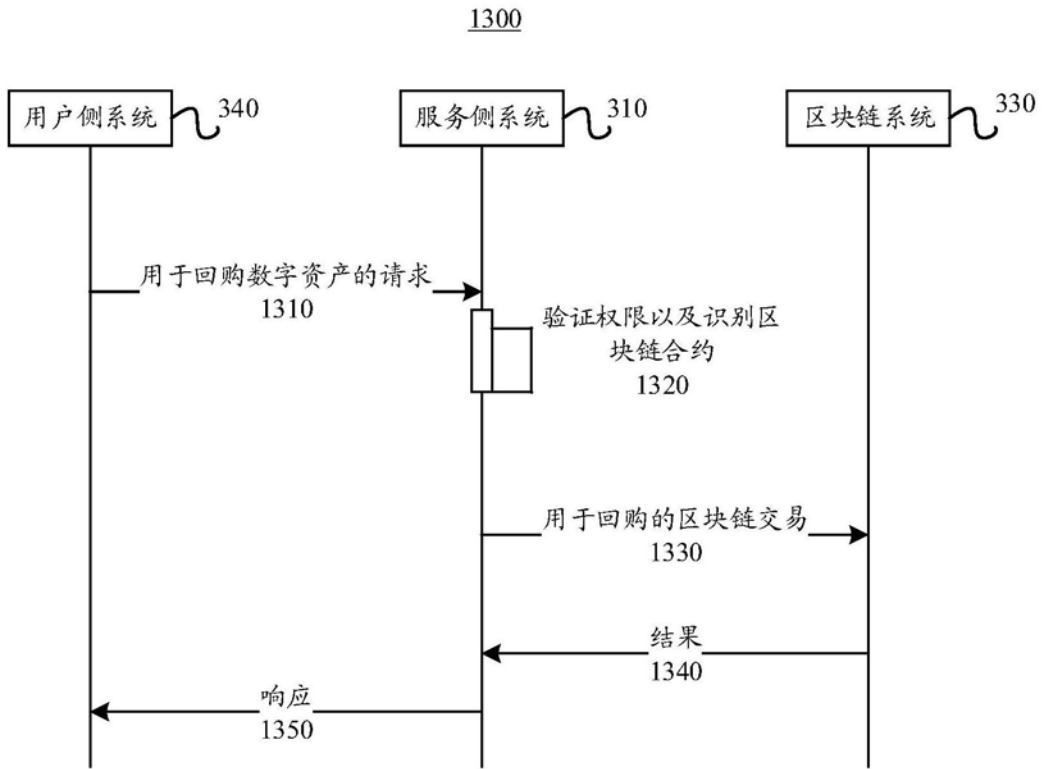 1300
用户侧系统 340
服务侧系统 310
区块链系统 330
用于回购数字资产的请求
1310
验证权限以及识别区
块链合约
1320
用于回购的区块链交易
1330
结果
1340
响应
1350